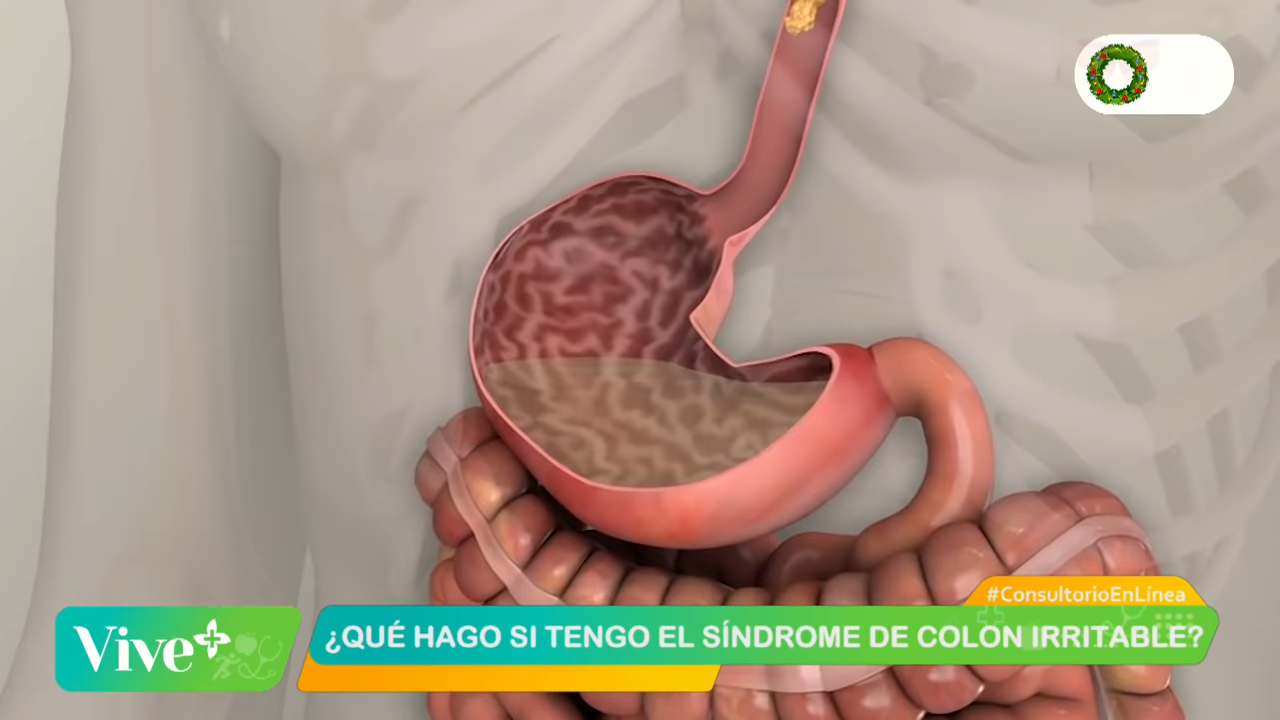 #ConsultorioEnLínea
Vive+
¿QUÉ HAGO SI TENGO EL SÍNDROME DE COLON IRRITABLE?